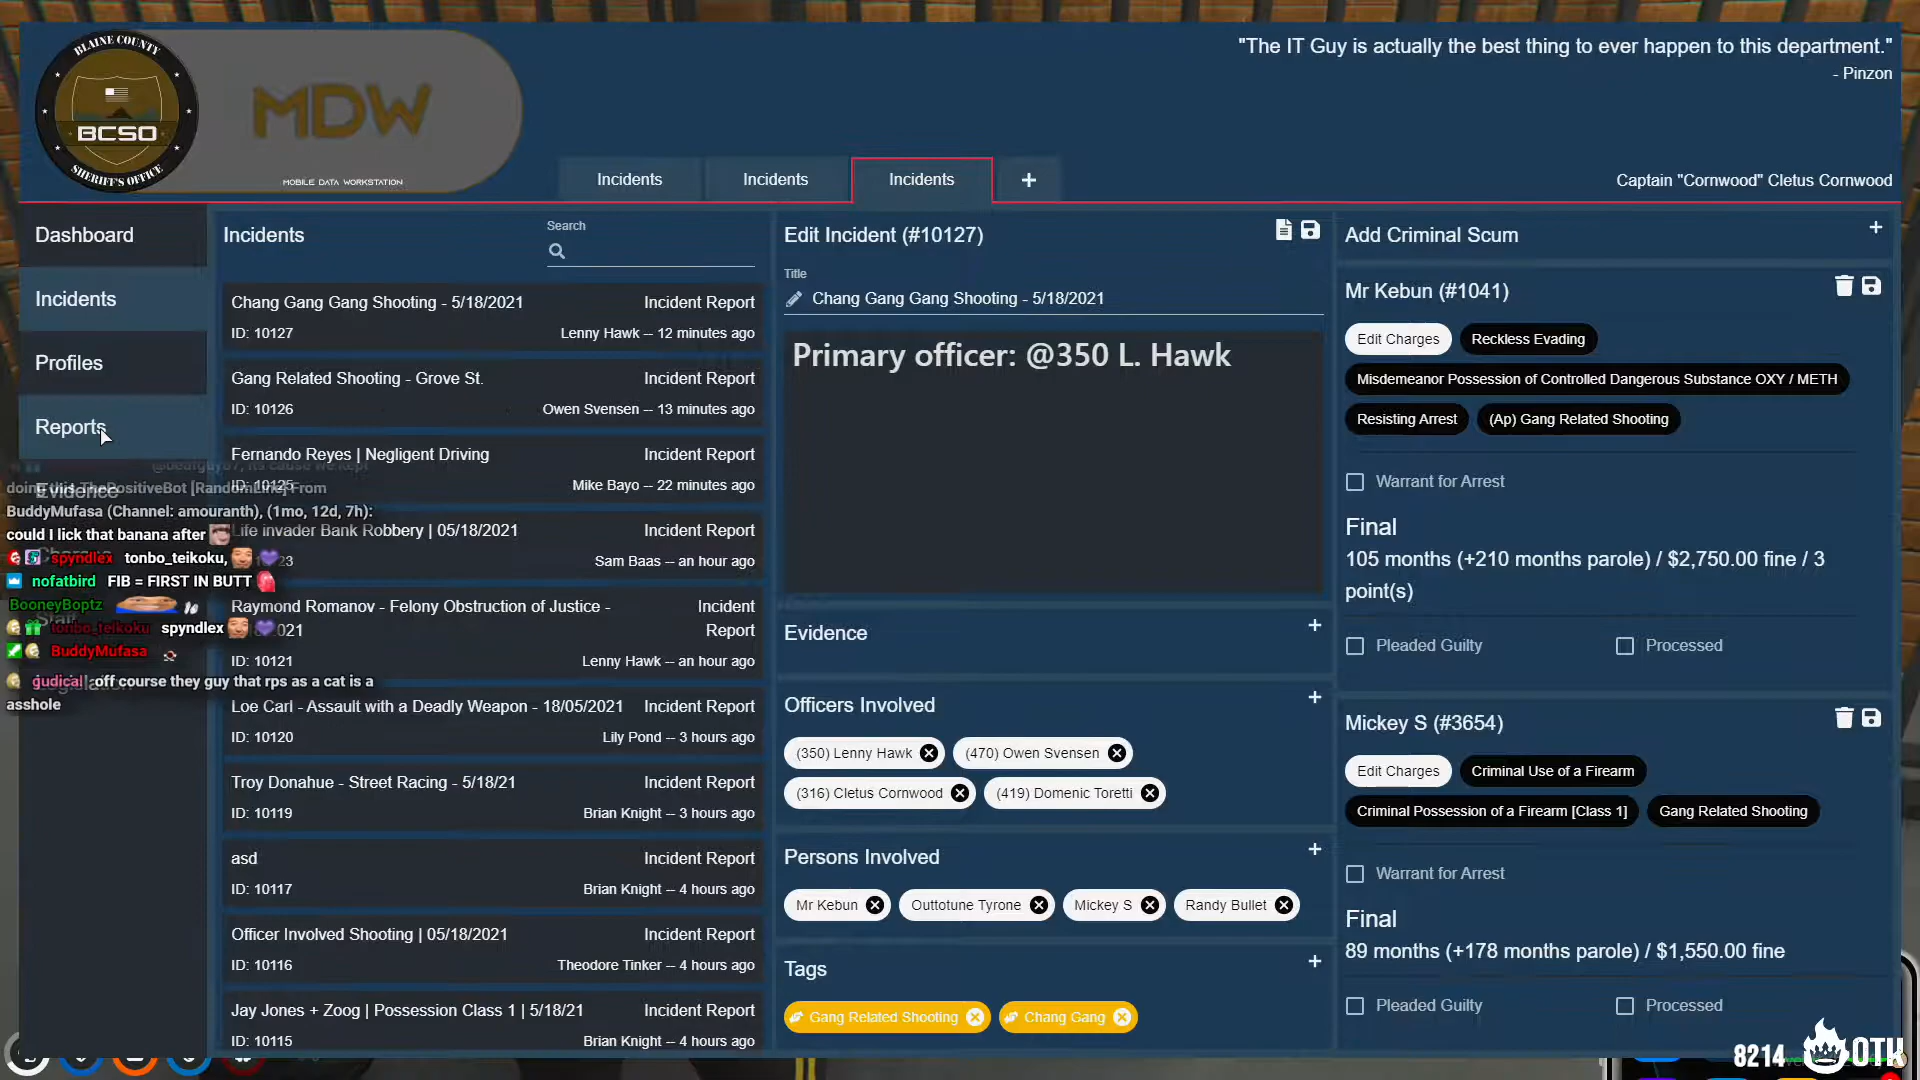 "The IT Guy is actually the best thing to ever happen to this department."
- Pinzon
BLAINE COUNTY
BCSO
SHERIFF'S OFFICE
MDW
MOBILE DATA WORKSTATION
Incidents
Incidents
Incidents
+
Captain "Cornwood" Cletus Cornwood
Dashboard
Incidents
Profiles
Reports
Evidence
doing this ThePositiveBot [RandomLine] From
BuddyMufasa (Channel: amouranth), (1mo, 12d, 7h):
could I lick that banana after
spyndlex tonbo_teikoku,
nofatbird FIB = FIRST IN BUTT
BooneyBoptz
tonbo_teikoku spyndlex
BuddyMufasa
gudical off course they guy that rps as a cat is a
asshole
Incidents
Search
Chang Gang Gang Shooting - 5/18/2021 Incident Report
ID: 10127 Lenny Hawk -- 12 minutes ago
Gang Related Shooting - Grove St. Incident Report
ID: 10126 Owen Svensen -- 13 minutes ago
Fernando Reyes | Negligent Driving Incident Report
ID: 10125 Mike Bayo -- 22 minutes ago
Life invader Bank Robbery | 05/18/2021 Incident Report
Sam Baas -- an hour ago
Raymond Romanov - Felony Obstruction of Justice - Incident
Report
ID: 10121 Lenny Hawk -- an hour ago
Loe Carl - Assault with a Deadly Weapon - 18/05/2021 Incident Report
ID: 10120 Lily Pond -- 3 hours ago
Troy Donahue - Street Racing - 5/18/21 Incident Report
ID: 10119 Brian Knight -- 3 hours ago
asd Incident Report
ID: 10117 Brian Knight -- 4 hours ago
Officer Involved Shooting | 05/18/2021 Incident Report
ID: 10116 Theodore Tinker -- 4 hours ago
Jay Jones + Zoog | Possession Class 1 | 5/18/21 Incident Report
ID: 10115 Brian Knight -- 4 hours ago
Edit Incident (#10127)
Title
Chang Gang Gang Shooting - 5/18/2021
Primary officer: @350 L. Hawk
Evidence +
Officers Involved +
(350) Lenny Hawk (470) Owen Svensen
(316) Cletus Cornwood (419) Domenic Toretti
Persons Involved +
Mr Kebun Outtotune Tyrone Mickey S Randy Bullet
Tags +
Gang Related Shooting Chang Gang
Add Criminal Scum +
Mr Kebun (#1041)
Edit Charges Reckless Evading
Misdemeanor Possession of Controlled Dangerous Substance OXY / METH
Resisting Arrest (Ap) Gang Related Shooting
Warrant for Arrest
Final
105 months (+210 months parole) / $2,750.00 fine / 3
point(s)
Pleaded Guilty Processed
Mickey S (#3654)
Edit Charges Criminal Use of a Firearm
Criminal Possession of a Firearm [Class 1] Gang Related Shooting
Warrant for Arrest
Final
89 months (+178 months parole) / $1,550.00 fine
Pleaded Guilty Processed
8214 OTK